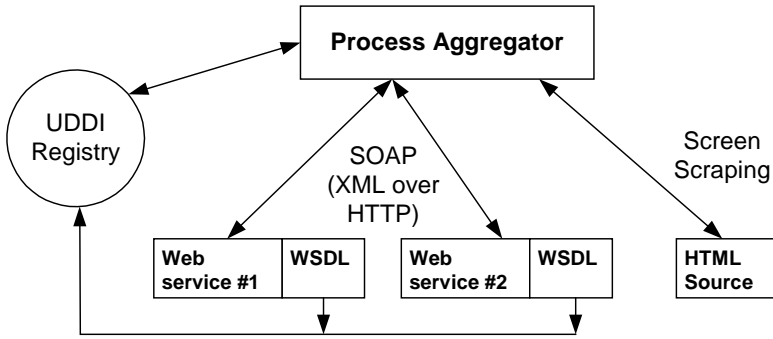 Process Aggregator
UDDI
Registry
SOAP
(XML over
HTTP)
Screen
Scraping
Web
service #1
WSDL
Web
service #2
WSDL
HTML
Source